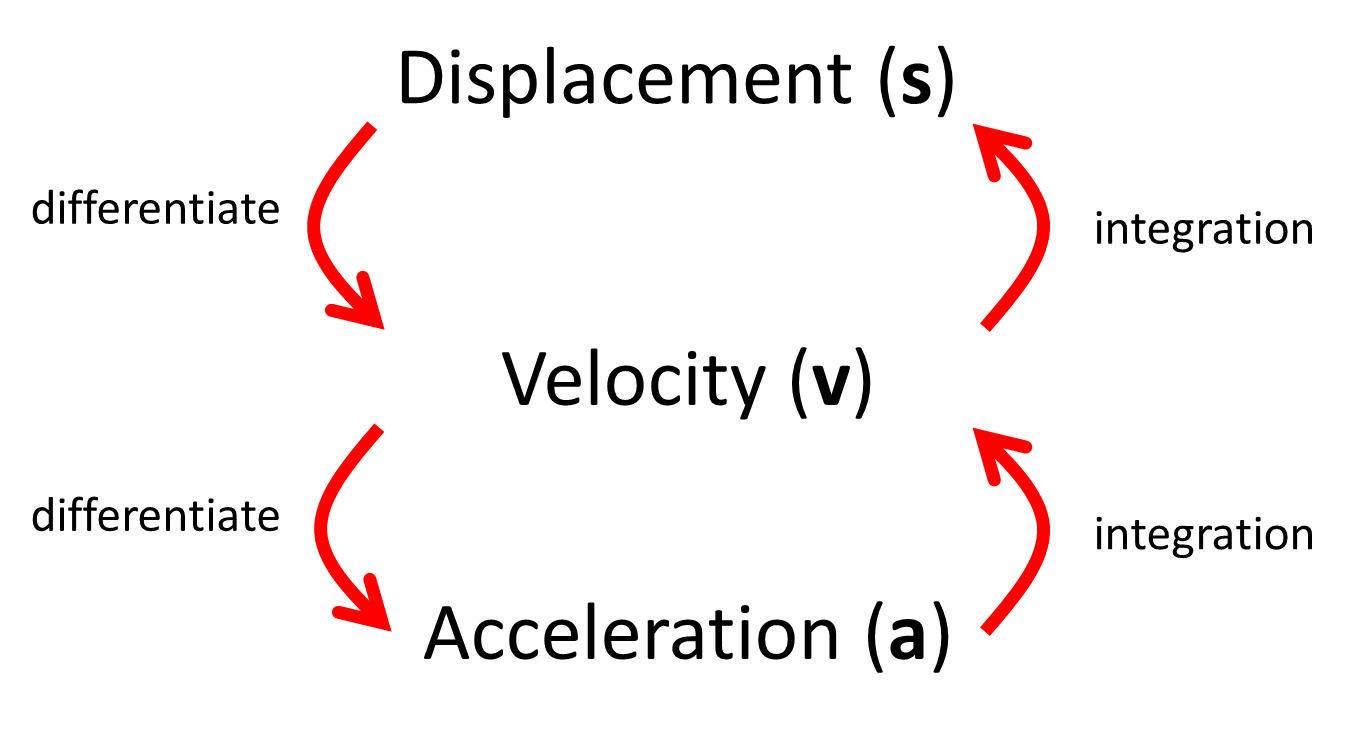 Displacement (s)
differentiate
integration
Velocity (v)
differentiate
integration
Acceleration (a)